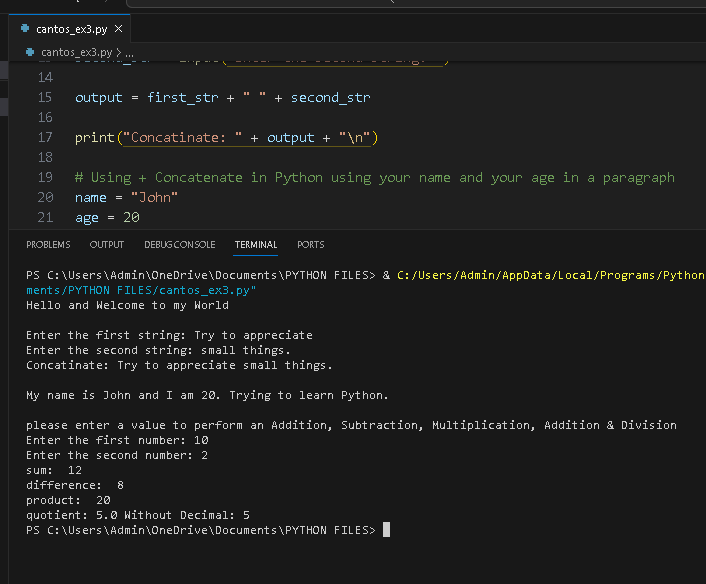 cantos_ex3.py
cantos_ex3.py > ...
14
15 output = first_str + " " + second_str
16
17 print("Concatinate: " + output + "\n")
18
19 # Using + Concatenate in Python using your name and your age in a paragraph
20 name = "John"
21 age = 20
PROBLEMS OUTPUT DEBUG CONSOLE TERMINAL PORTS
PS C:\Users\Admin\OneDrive\Documents\PYTHON FILES> & C:/Users/Admin/AppData/Local/Programs/Python
ments/PYTHON FILES/cantos_ex3.py"
Hello and Welcome to my World
Enter the first string: Try to appreciate
Enter the second string: small things.
Concatinate: Try to appreciate small things.
My name is John and I am 20. Trying to learn Python.
please enter a value to perform an Addition, Subtraction, Multiplication, Addition & Division
Enter the first number: 10
Enter the second number: 2
sum:  12
difference:  8
product:  20
quotient: 5.0 Without Decimal: 5
PS C:\Users\Admin\OneDrive\Documents\PYTHON FILES>